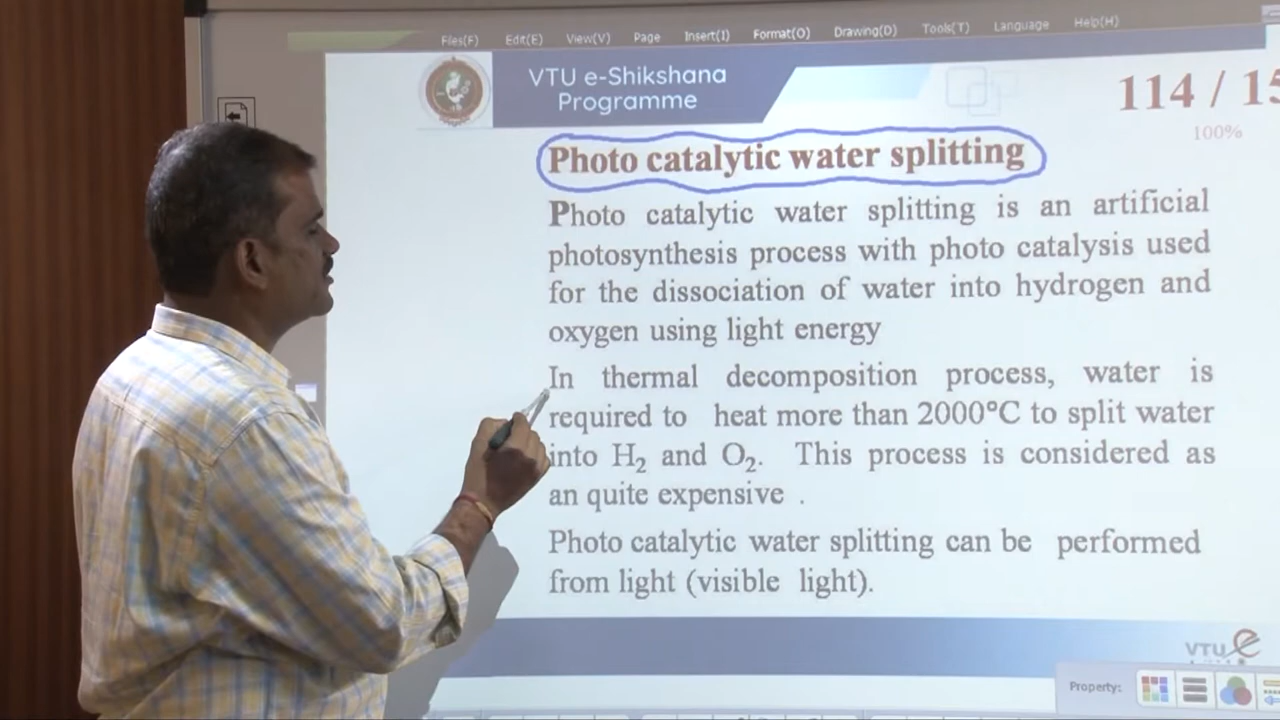 Files(F) Edit(E) View(V) Page Insert(I) Format(O) Drawing(D) Tools(T) Language Help(H)
VTU e-Shikshana
Programme
114 / 15
100%
Photo catalytic water splitting
Photo catalytic water splitting is an artificial
photosynthesis process with photo catalysis used
for the dissociation of water into hydrogen and
oxygen using light energy
In thermal decomposition process, water is
required to heat more than 2000°C to split water
into H₂ and O₂. This process is considered as
an quite expensive .
Photo catalytic water splitting can be performed
from light (visible light).
VTU e
Property: